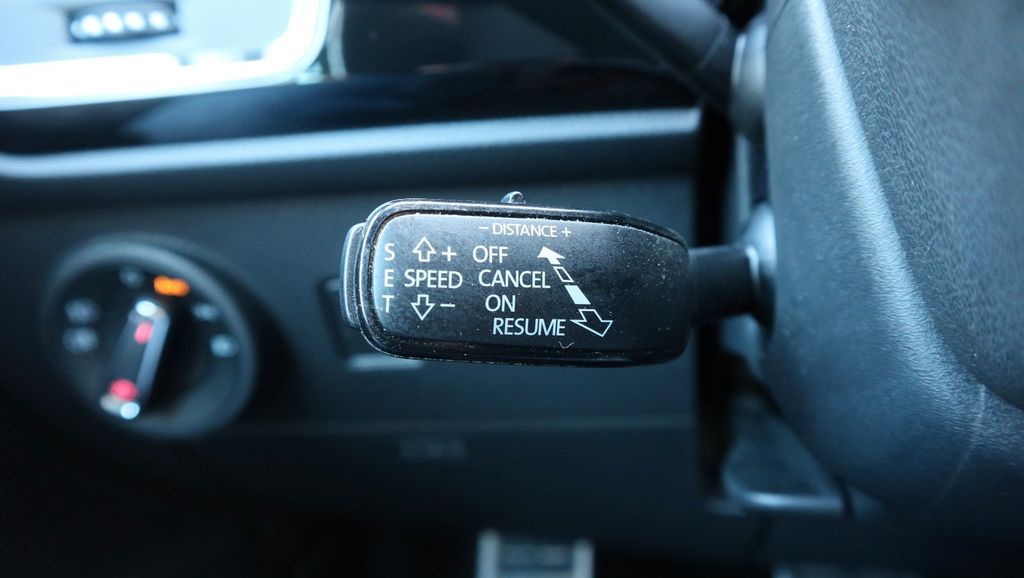 - DISTANCE +
S + OFF
E SPEED CANCEL
T - ON
RESUME